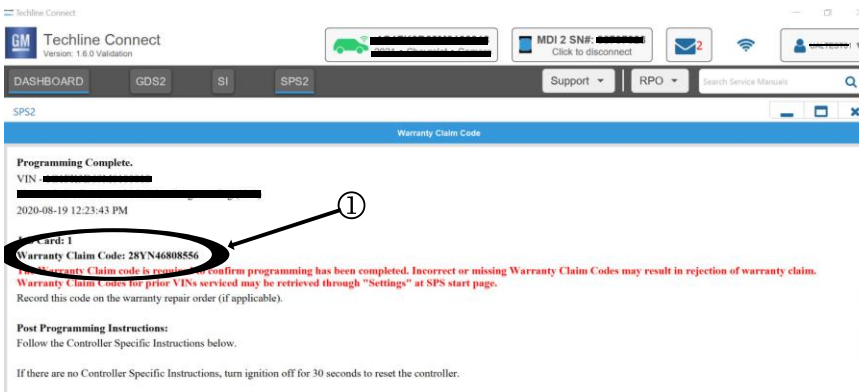 Techline Connect
GM
Techline Connect
Version: 1.6.0 Validation
2021 • Chevrolet • Camaro
MDI 2 SN#:
Click to disconnect
2
DASHBOARD GDS2 SI SPS2 Support RPO Search Service Manuals
SPS2
Warranty Claim Code
Programming Complete.
VIN -
2020-08-19 12:23:43 PM
①
Card: 1
Warranty Claim Code: 28YN46808556
The Warranty Claim code is required to confirm programming has been completed. Incorrect or missing Warranty Claim Codes may result in rejection of warranty claim.
Warranty Claim Codes for prior VINs serviced may be retrieved through "Settings" at SPS start page.
Record this code on the warranty repair order (if applicable).
Post Programming Instructions:
Follow the Controller Specific Instructions below.
If there are no Controller Specific Instructions, turn ignition off for 30 seconds to reset the controller.